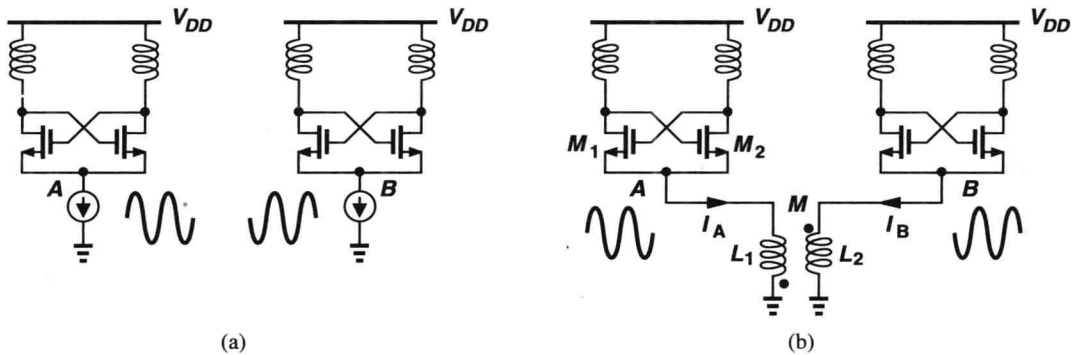 V_DD V_DD V_DD V_DD
M_1 M_2
A B A B
M
I_A I_B
L_1 L_2
(a) (b)